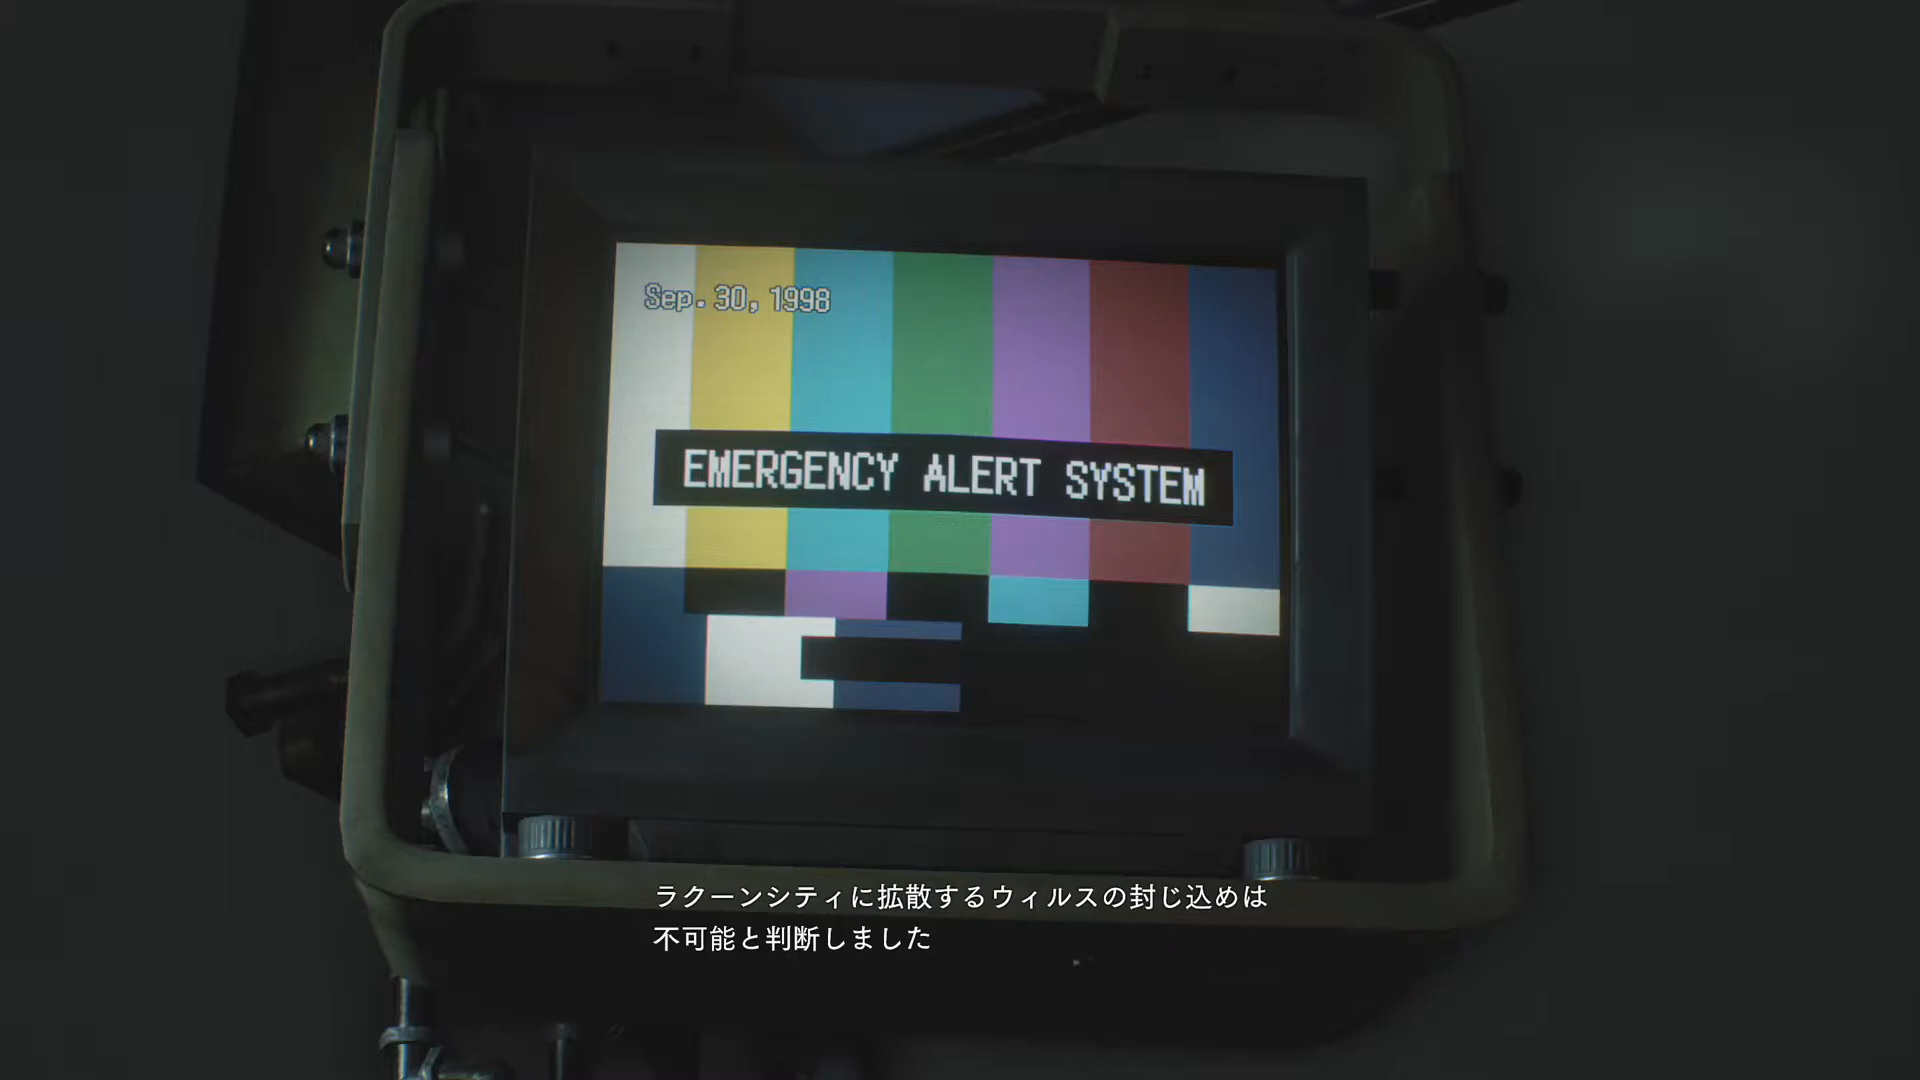 Sep. 30, 1998
EMERGENCY ALERT SYSTEM
ラクーンシティに拡散するウィルスの封じ込めは
不可能と判断しました